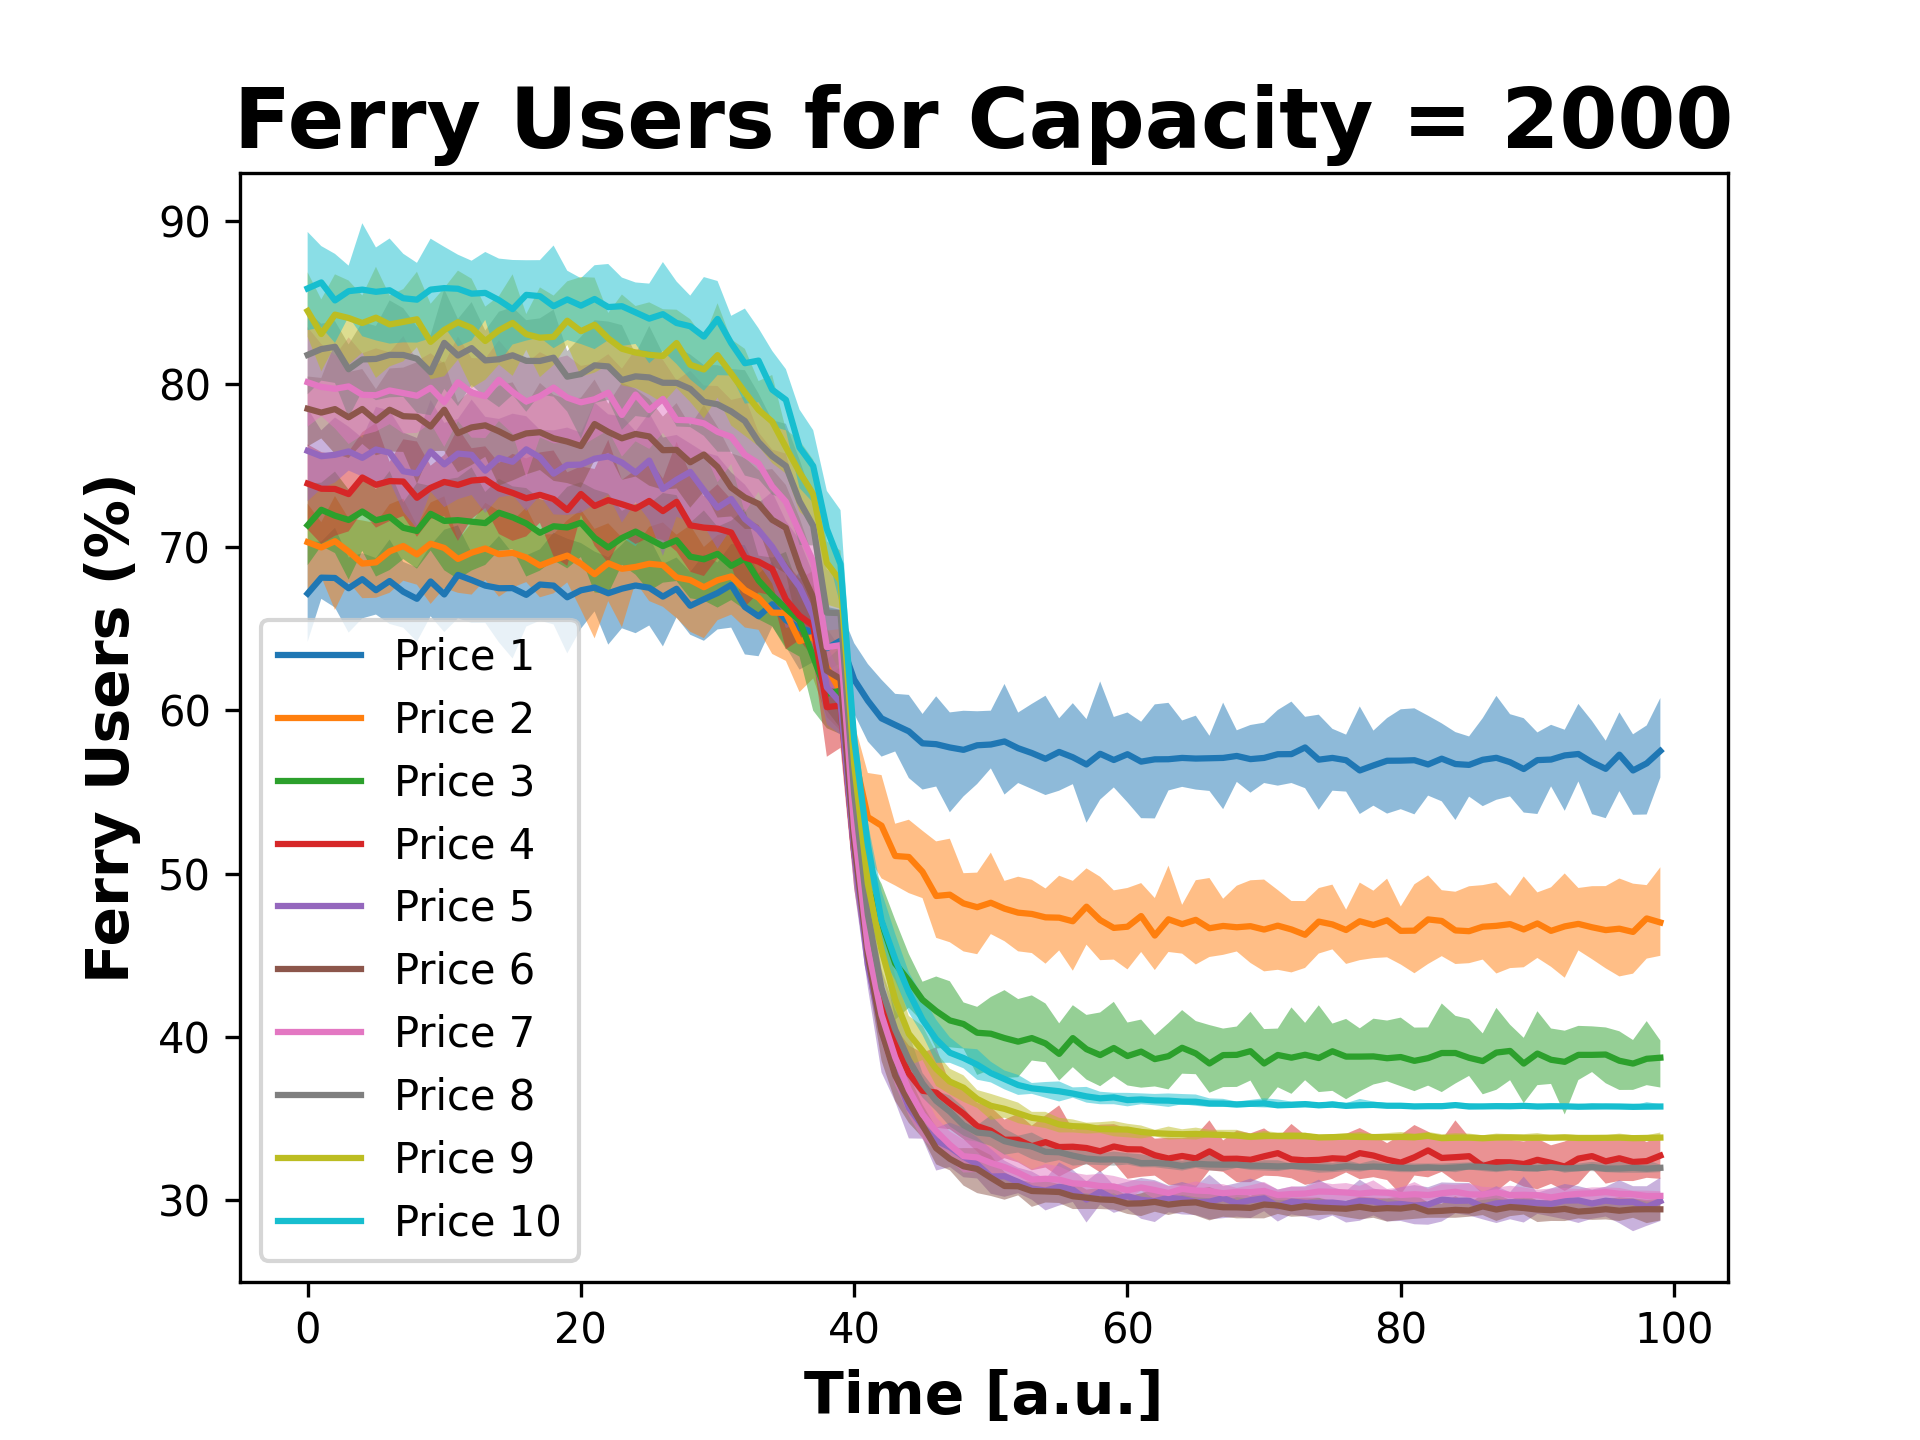 Ferry Users for Capacity = 2000
Ferry Users (%)
90
80
70
60
50
40
30
Price 1
Price 2
Price 3
Price 4
Price 5
Price 6
Price 7
Price 8
Price 9
Price 10
0 20 40 60 80 100
Time [a.u.]